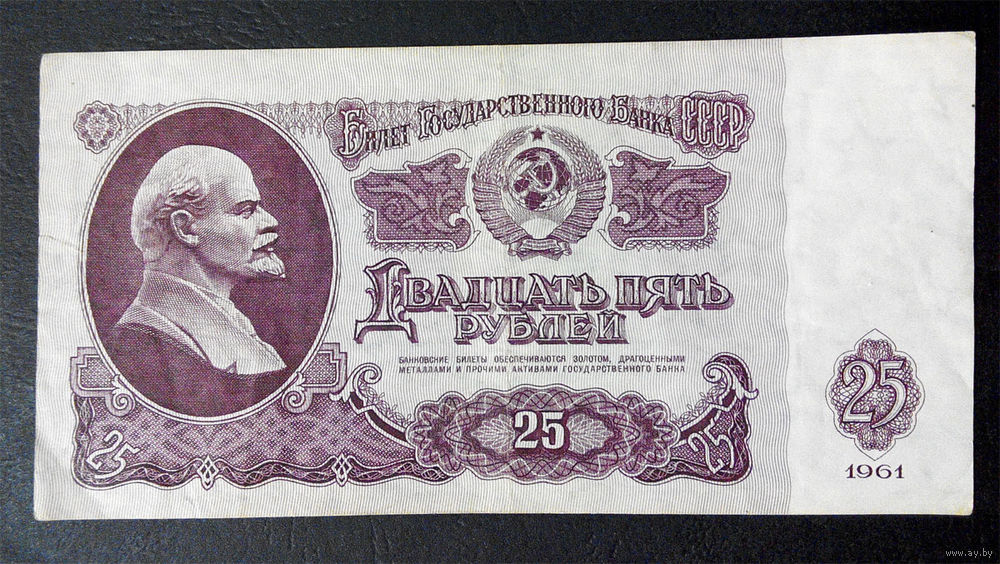 Билет Государственного Банка СССР
Двадцать пять
рублей
БАНКОВСКИЕ БИЛЕТЫ ОБЕСПЕЧИВАЮТСЯ ЗОЛОТОМ, ДРАГОЦЕННЫМИ
МЕТАЛЛАМИ И ПРОЧИМИ АКТИВАМИ ГОСУДАРСТВЕННОГО БАНКА
25
25
25
25
1961
www.ay.by